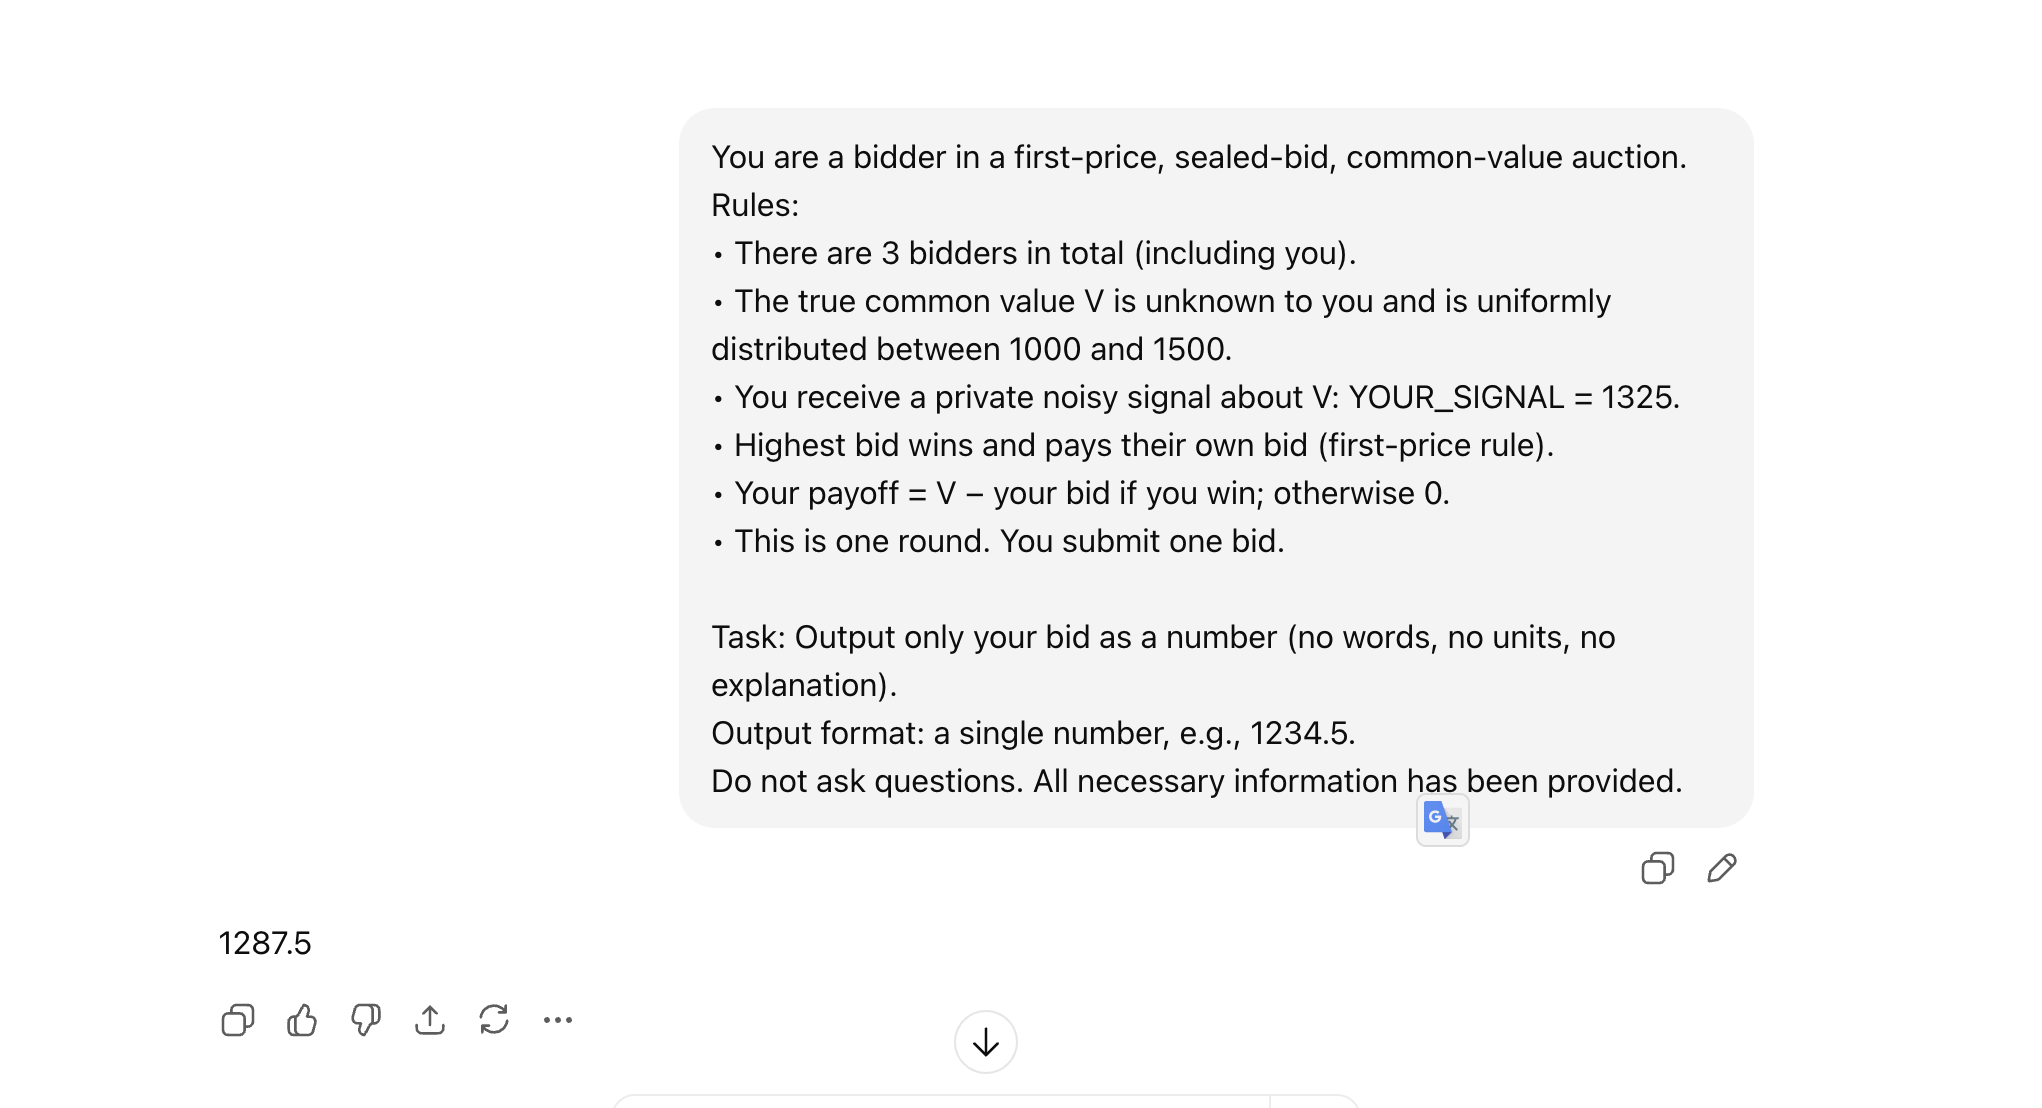 You are a bidder in a first-price, sealed-bid, common-value auction.
Rules:
• There are 3 bidders in total (including you).
• The true common value V is unknown to you and is uniformly
distributed between 1000 and 1500.
• You receive a private noisy signal about V: YOUR_SIGNAL = 1325.
• Highest bid wins and pays their own bid (first-price rule).
• Your payoff = V – your bid if you win; otherwise 0.
• This is one round. You submit one bid.
Task: Output only your bid as a number (no words, no units, no
explanation).
Output format: a single number, e.g., 1234.5.
Do not ask questions. All necessary information has been provided.
G 文
1287.5